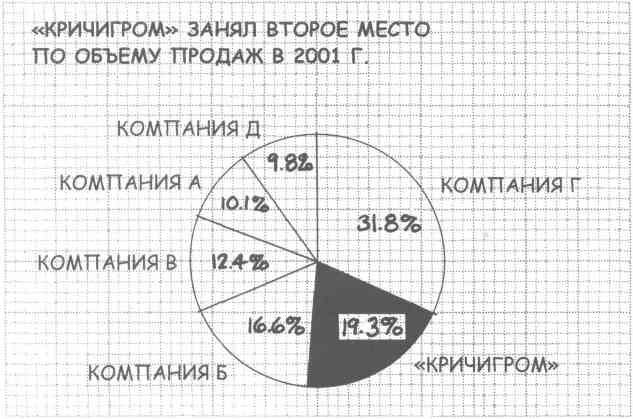 «КРИЧИГРОМ» ЗАНЯЛ ВТОРОЕ МЕСТО
ПО ОБЪЕМУ ПРОДАЖ В 2001 Г.
КОМПАНИЯ Д
9.8%
КОМПАНИЯ А
10.1%
КОМПАНИЯ Г
31.8%
КОМПАНИЯ В
12.4%
16.6%
19.3%
КОМПАНИЯ Б
«КРИЧИГРОМ»